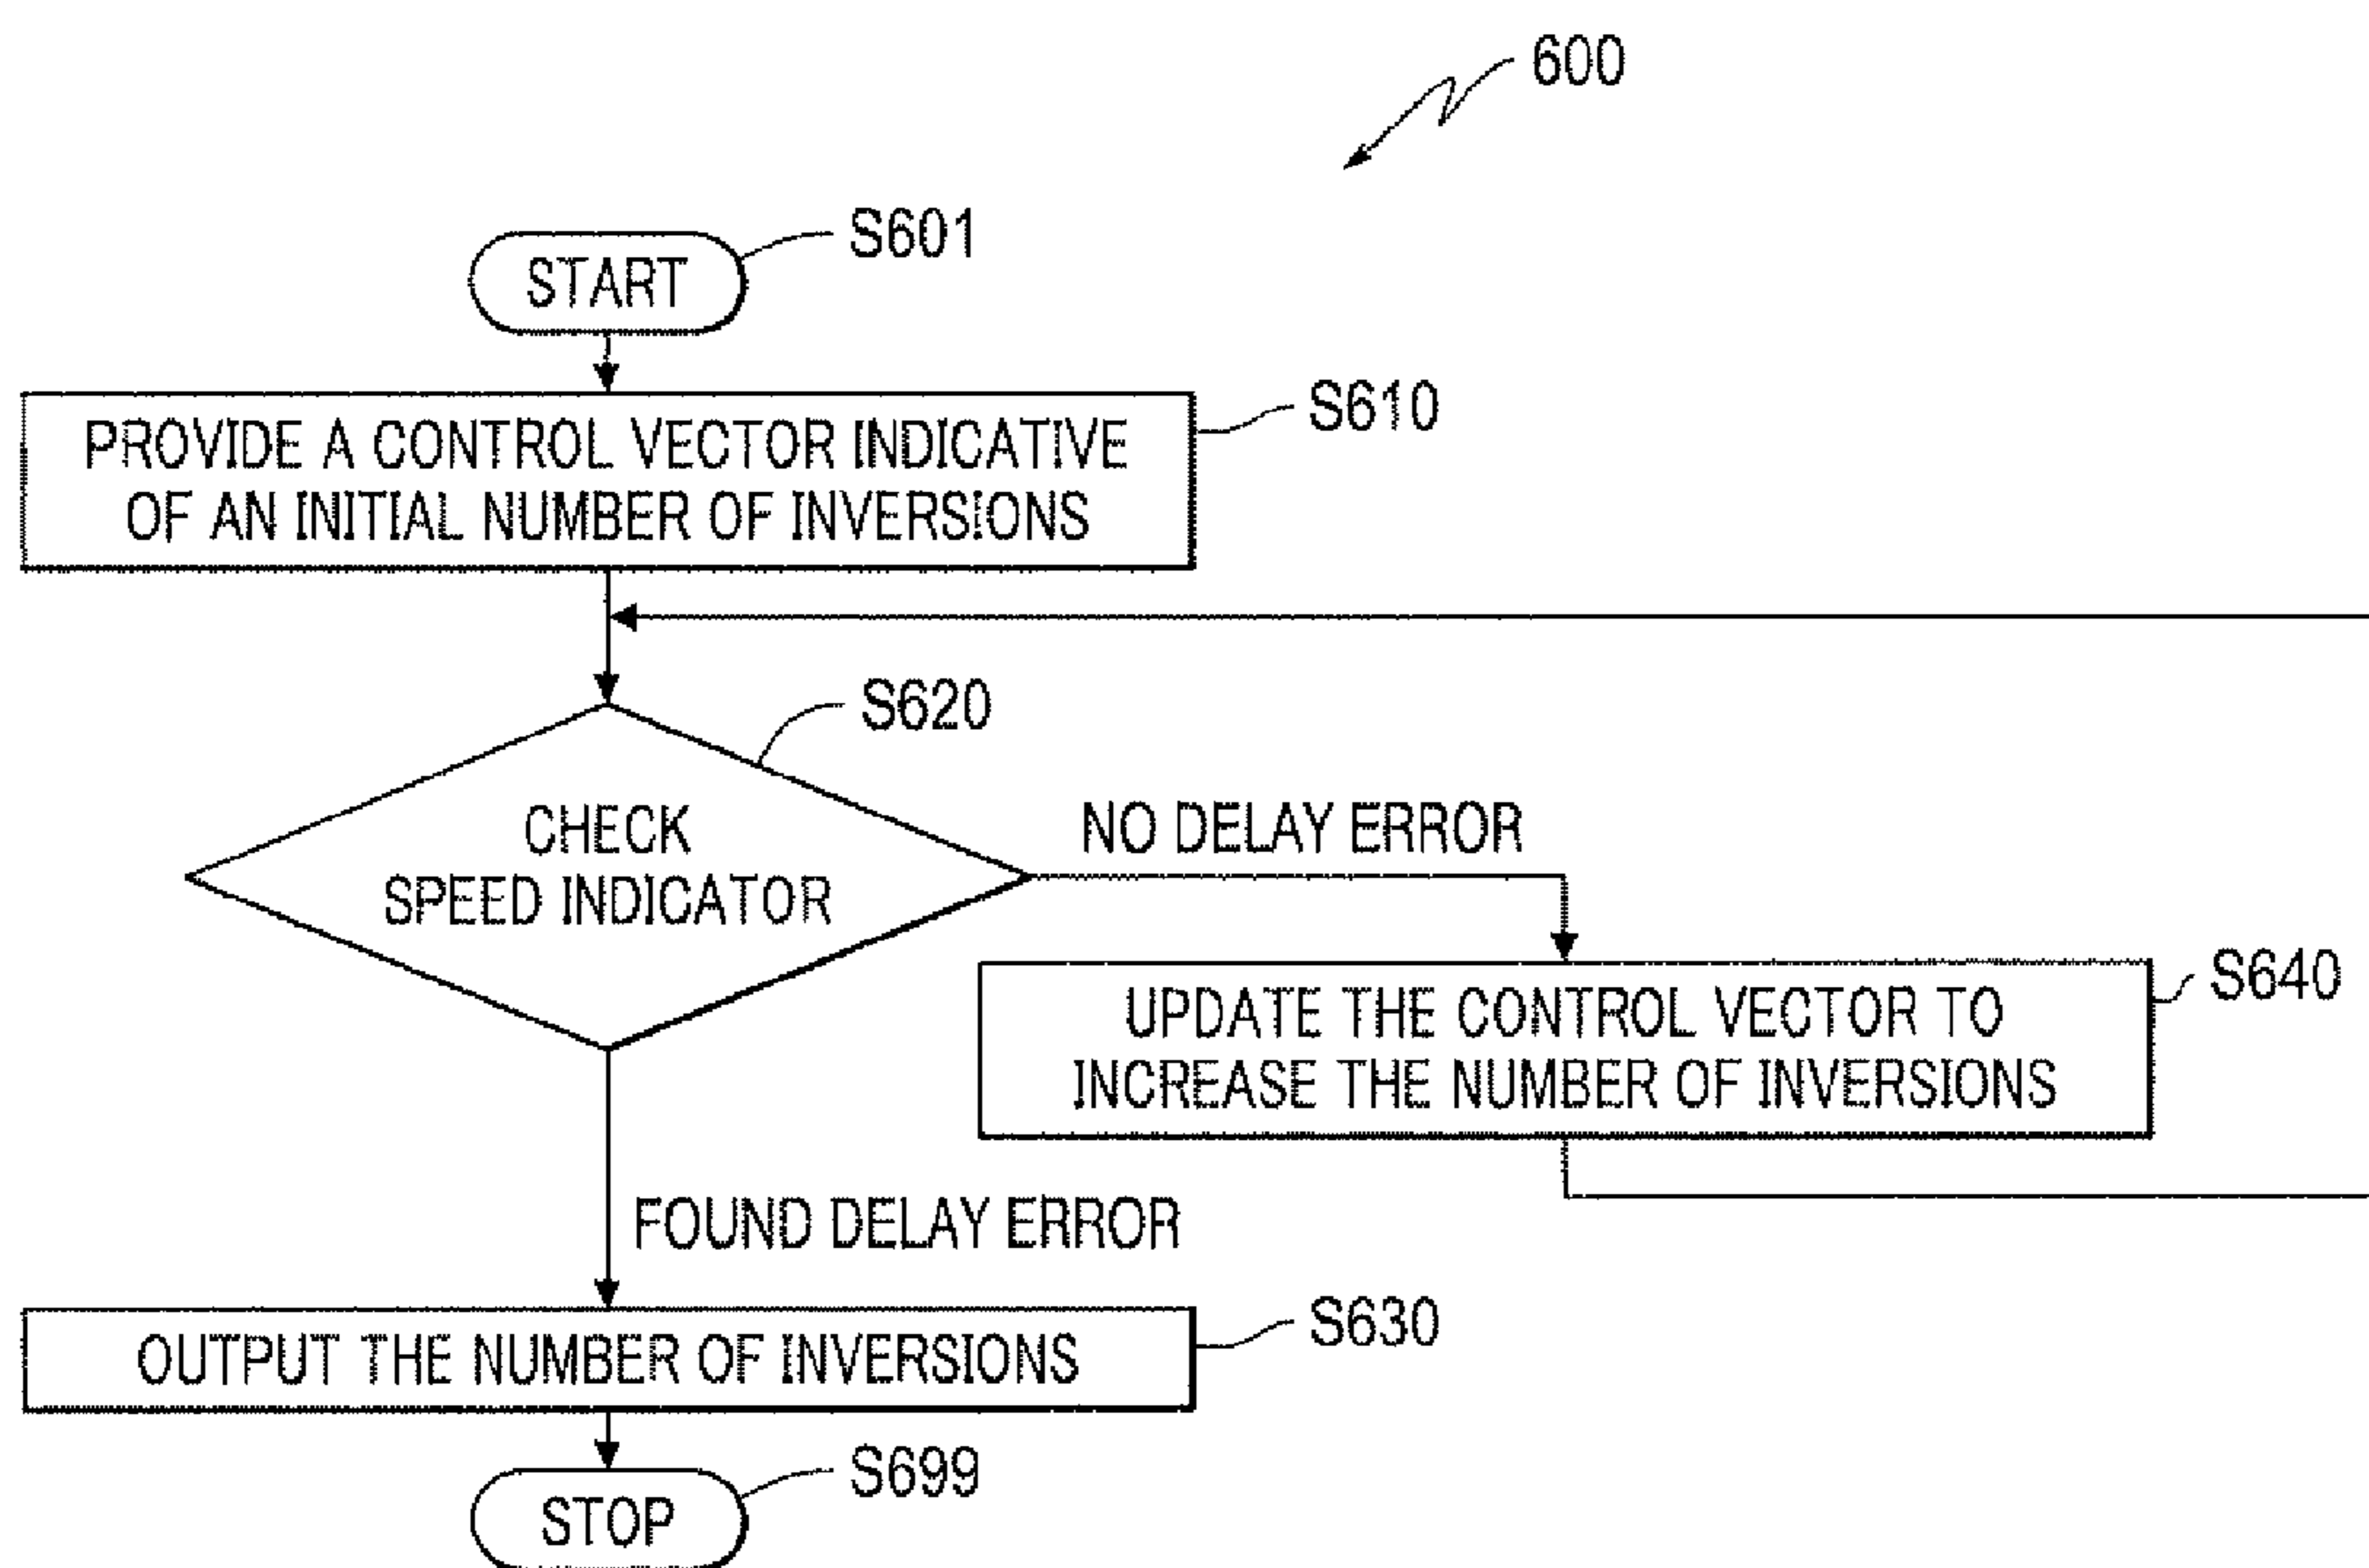 600
START
S601
PROVIDE A CONTROL VECTOR INDICATIVE
OF AN INITIAL NUMBER OF INVERSIONS
S610
S620
CHECK
SPEED INDICATOR
NO DELAY ERROR
UPDATE THE CONTROL VECTOR TO
INCREASE THE NUMBER OF INVERSIONS
S640
FOUND DELAY ERROR
OUTPUT THE NUMBER OF INVERSIONS
S630
STOP
S699